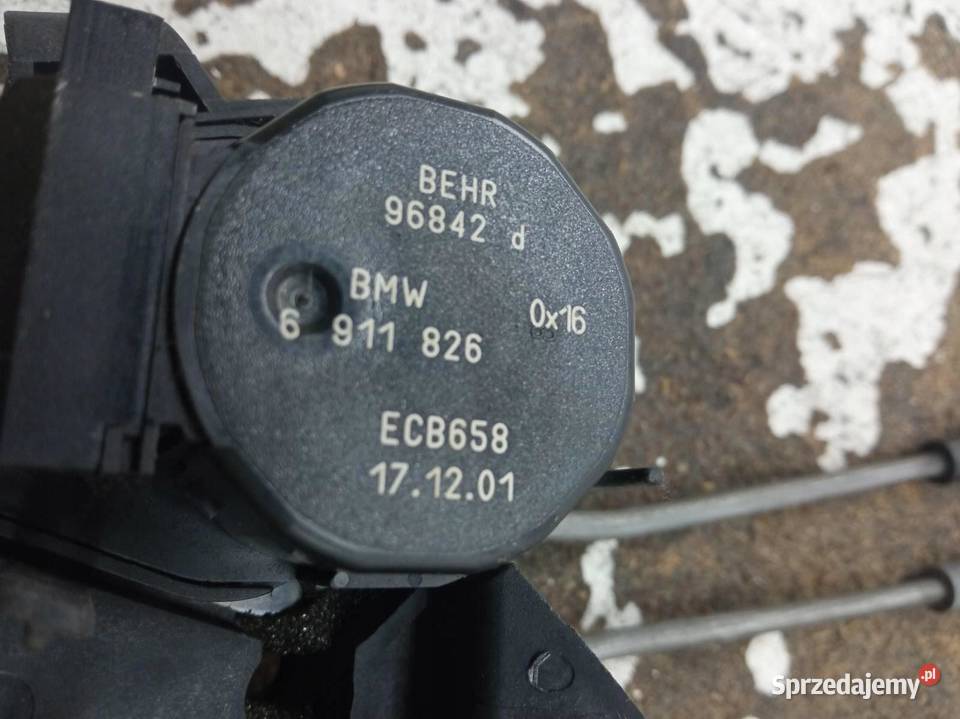 BEHR
96842 d
BMW
6 911 826
0x16
ECB658
17.12.01
Sprzedajemy.pl